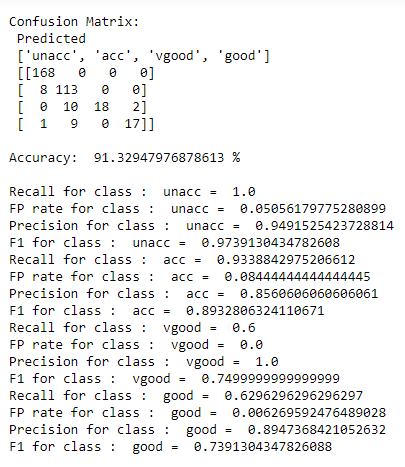 Confusion Matrix:
 Predicted
 ['unacc', 'acc', 'vgood', 'good']
 [[168   0   0   0]
 [  8 113   0   0]
 [  0  10  18   2]
 [  1   9   0  17]]
Accuracy:  91.32947976878613 %
Recall for class :  unacc =  1.0
FP rate for class :  unacc =  0.05056179775280899
Precision for class :  unacc =  0.9491525423728814
F1 for class :  unacc =  0.9739130434782608
Recall for class :  acc =  0.9338842975206612
FP rate for class :  acc =  0.08444444444444445
Precision for class :  acc =  0.8560606060606061
F1 for class :  acc =  0.8932806324110671
Recall for class :  vgood =  0.6
FP rate for class :  vgood =  0.0
Precision for class :  vgood =  1.0
F1 for class :  vgood =  0.7499999999999999
Recall for class :  good =  0.6296296296296297
FP rate for class :  good =  0.006269592476489028
Precision for class :  good =  0.8947368421052632
F1 for class :  good =  0.7391304347826088